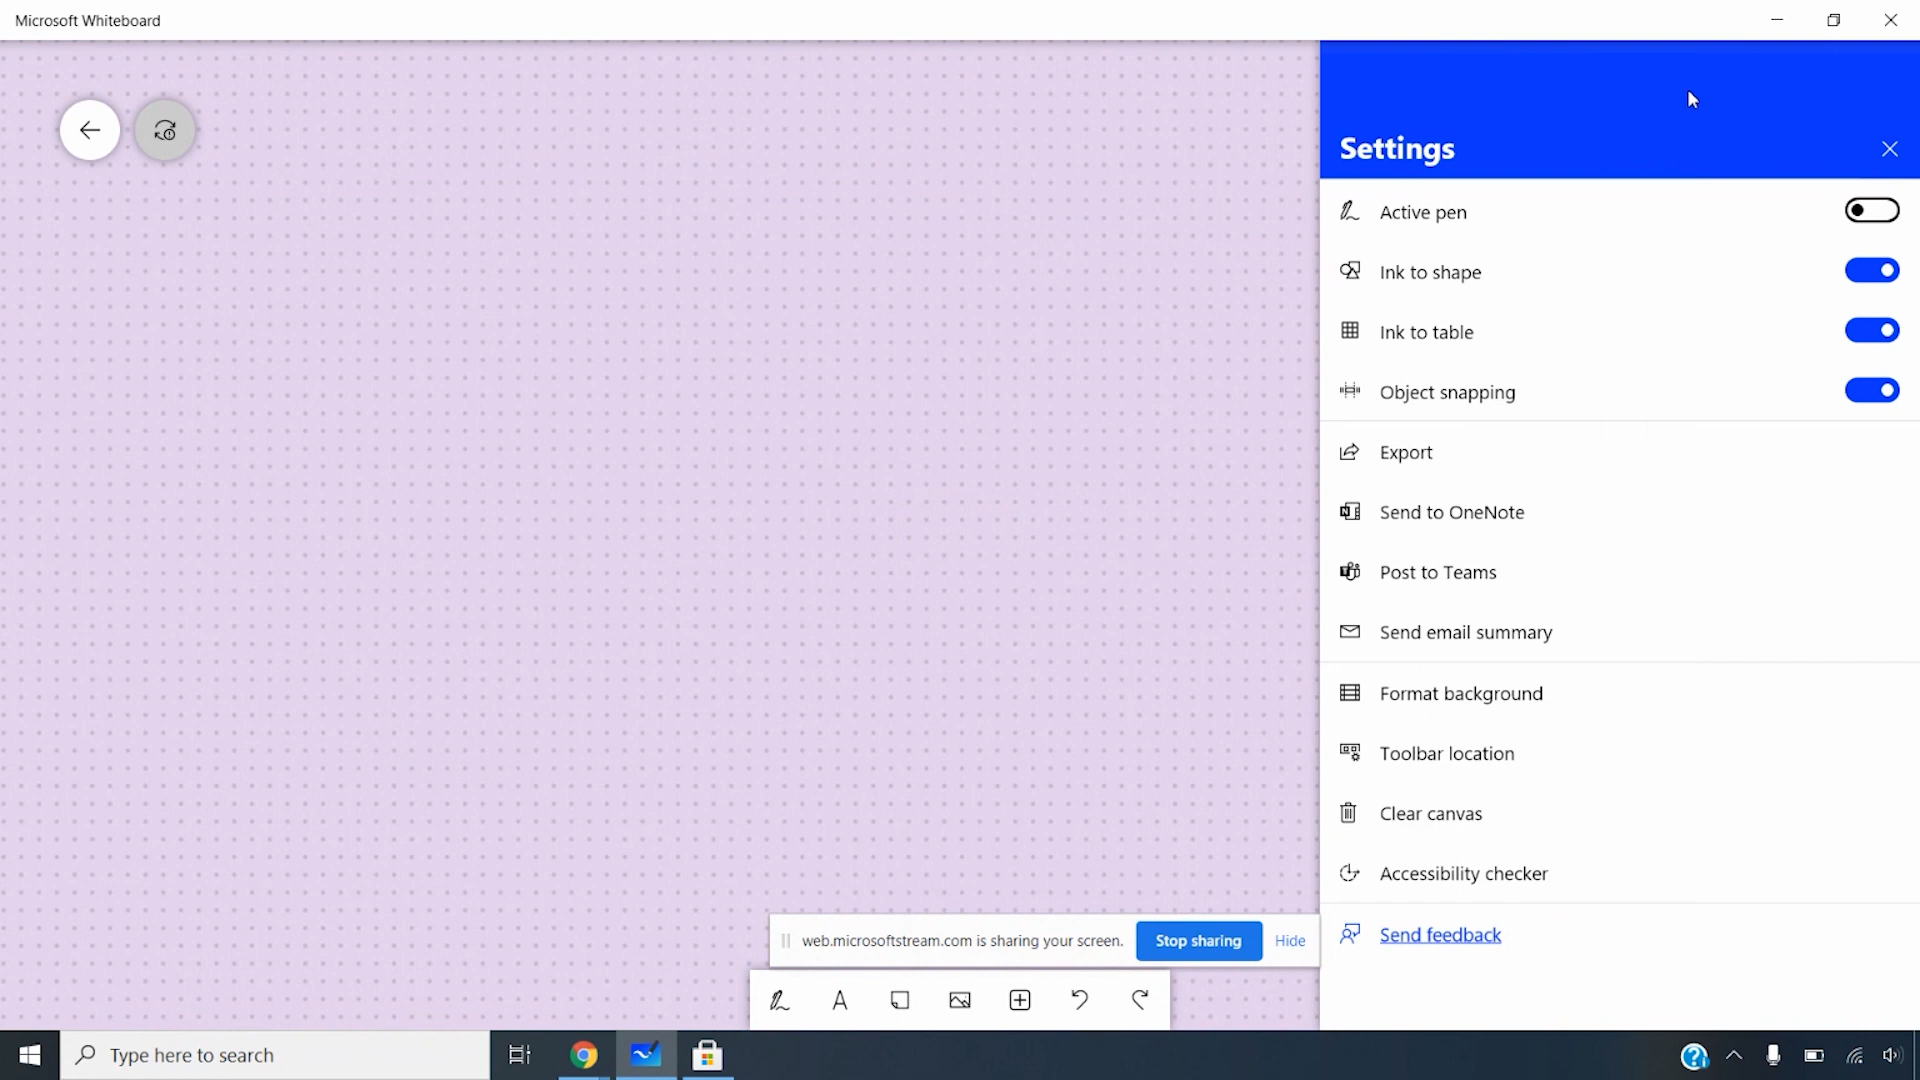 Microsoft Whiteboard
Settings
Active pen
Ink to shape
Ink to table
Object snapping
Export
Send to OneNote
Post to Teams
Send email summary
Format background
Toolbar location
Clear canvas
Accessibility checker
Send feedback
web.microsoftstream.com is sharing your screen. Stop sharing Hide
Type here to search